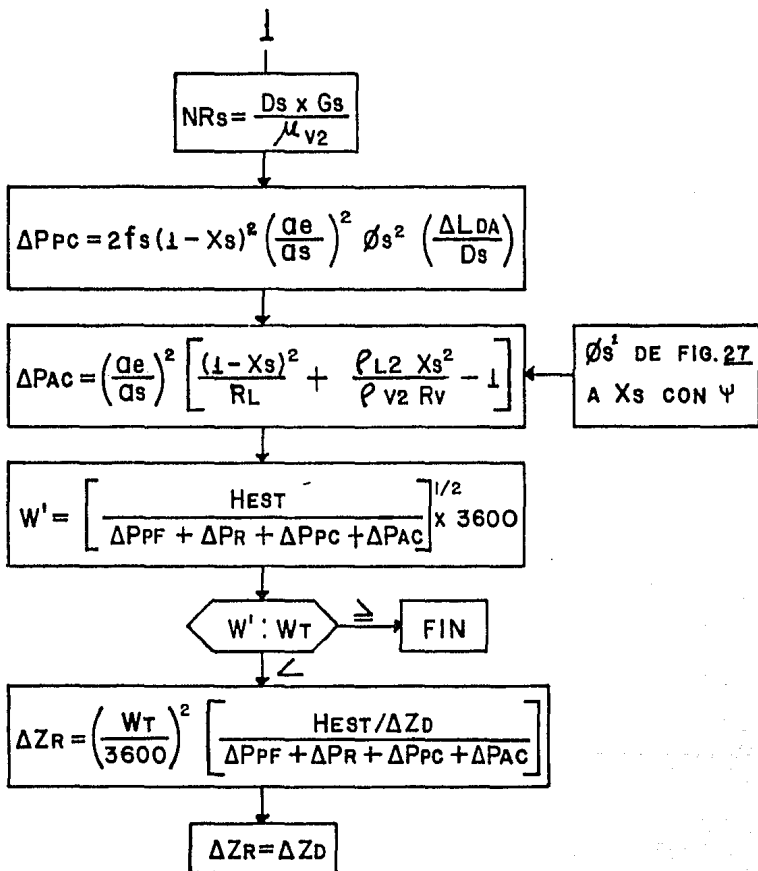 1
NRs = Ds x Gs / μv2
ΔPPC = 2fs (1 - Xs)² (ae/as)² Øs² (ΔLDA/Ds)
ΔPAC = (ae/as)² [(1-Xs)²/RL + ρL2 Xs²/ρV2 Rv - 1]
Øs² DE FIG. 27
A Xs CON Ψ
W' = [HEST / ΔPPF + ΔPR + ΔPPC + ΔPAC]^1/2 x 3600
W' : WT
≥
FIN
<
ΔZR = (WT/3600)² [HEST/ΔZD / ΔPPF + ΔPR + ΔPPC + ΔPAC]
ΔZR = ΔZD